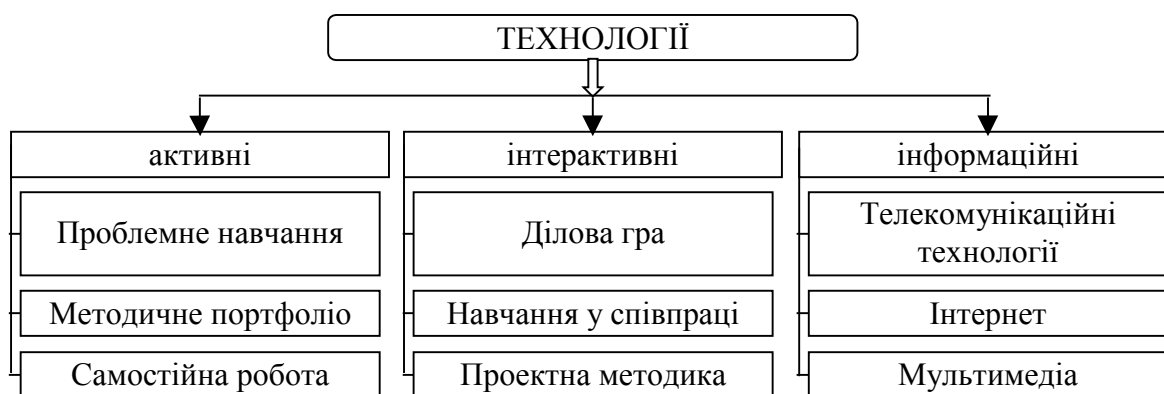 ТЕХНОЛОГІЇ
активні
інтерактивні
інформаційні
Проблемне навчання
Ділова гра
Телекомунікаційні
технології
Методичне портфоліо
Навчання у співпраці
Інтернет
Самостійна робота
Проектна методика
Мультимедіа